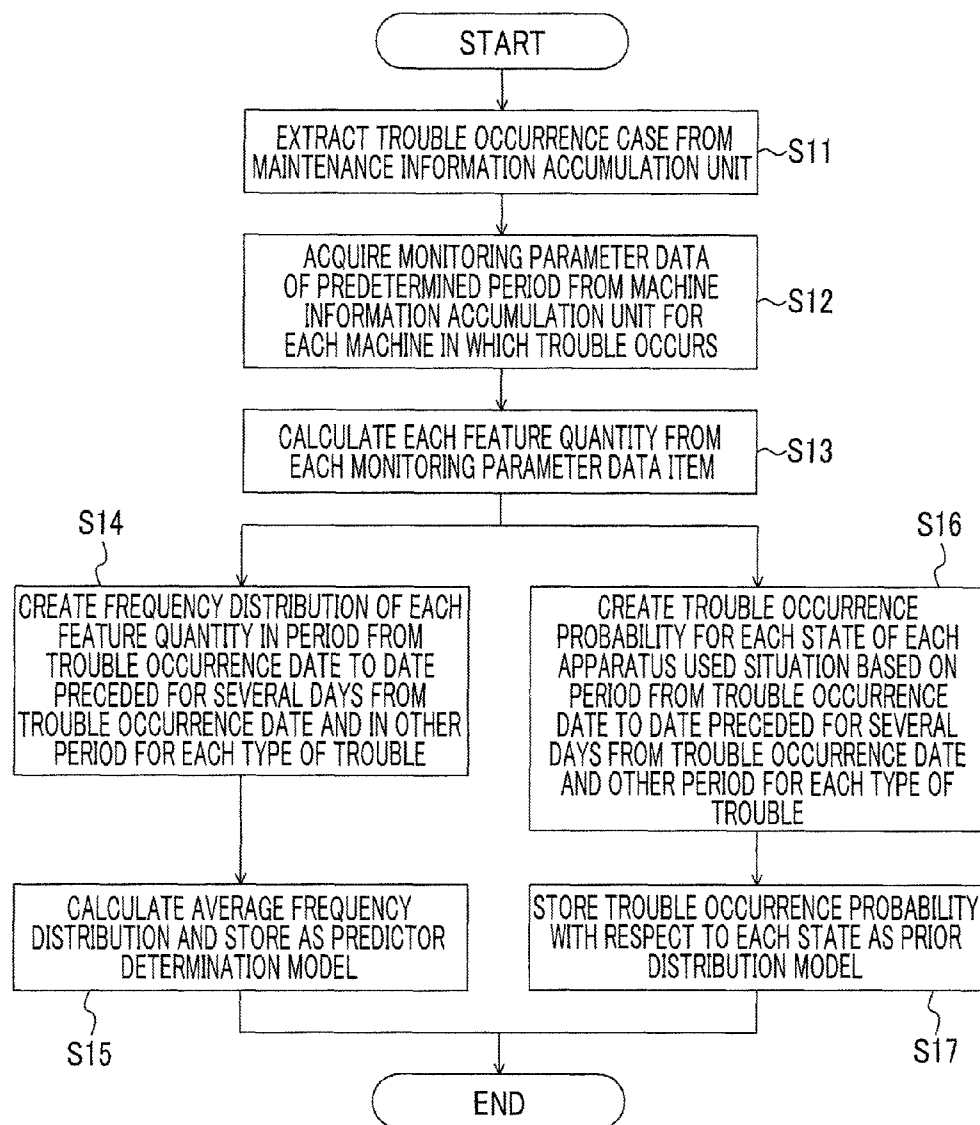 START
EXTRACT TROUBLE OCCURRENCE CASE FROM
MAINTENANCE INFORMATION ACCUMULATION UNIT
S11
ACQUIRE MONITORING PARAMETER DATA
OF PREDETERMINED PERIOD FROM MACHINE
INFORMATION ACCUMULATION UNIT FOR
EACH MACHINE IN WHICH TROUBLE OCCURS
S12
CALCULATE EACH FEATURE QUANTITY FROM
EACH MONITORING PARAMETER DATA ITEM
S13
S14
CREATE FREQUENCY DISTRIBUTION OF EACH
FEATURE QUANTITY IN PERIOD FROM
TROUBLE OCCURRENCE DATE TO DATE
PRECEDED FOR SEVERAL DAYS FROM
TROUBLE OCCURRENCE DATE AND IN OTHER
PERIOD FOR EACH TYPE OF TROUBLE
CALCULATE AVERAGE FREQUENCY
DISTRIBUTION AND STORE AS PREDICTOR
DETERMINATION MODEL
S15
S16
CREATE TROUBLE OCCURRENCE
PROBABILITY FOR EACH STATE OF EACH
APPARATUS USED SITUATION BASED ON
PERIOD FROM TROUBLE OCCURRENCE
DATE TO DATE PRECEDED FOR SEVERAL
DAYS FROM TROUBLE OCCURRENCE DATE
AND OTHER PERIOD FOR EACH TYPE OF
TROUBLE
STORE TROUBLE OCCURRENCE PROBABILITY
WITH RESPECT TO EACH STATE AS PRIOR
DISTRIBUTION MODEL
S17
END